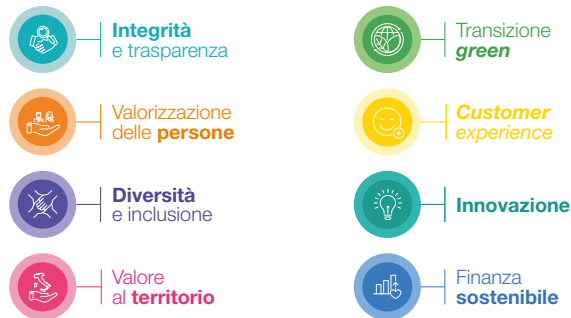 Integrità
e trasparenza
Valorizzazione
delle persone
Diversità
e inclusione
Valore
al territorio
Transizione
green
Customer
experience
Innovazione
Finanza
sostenibile